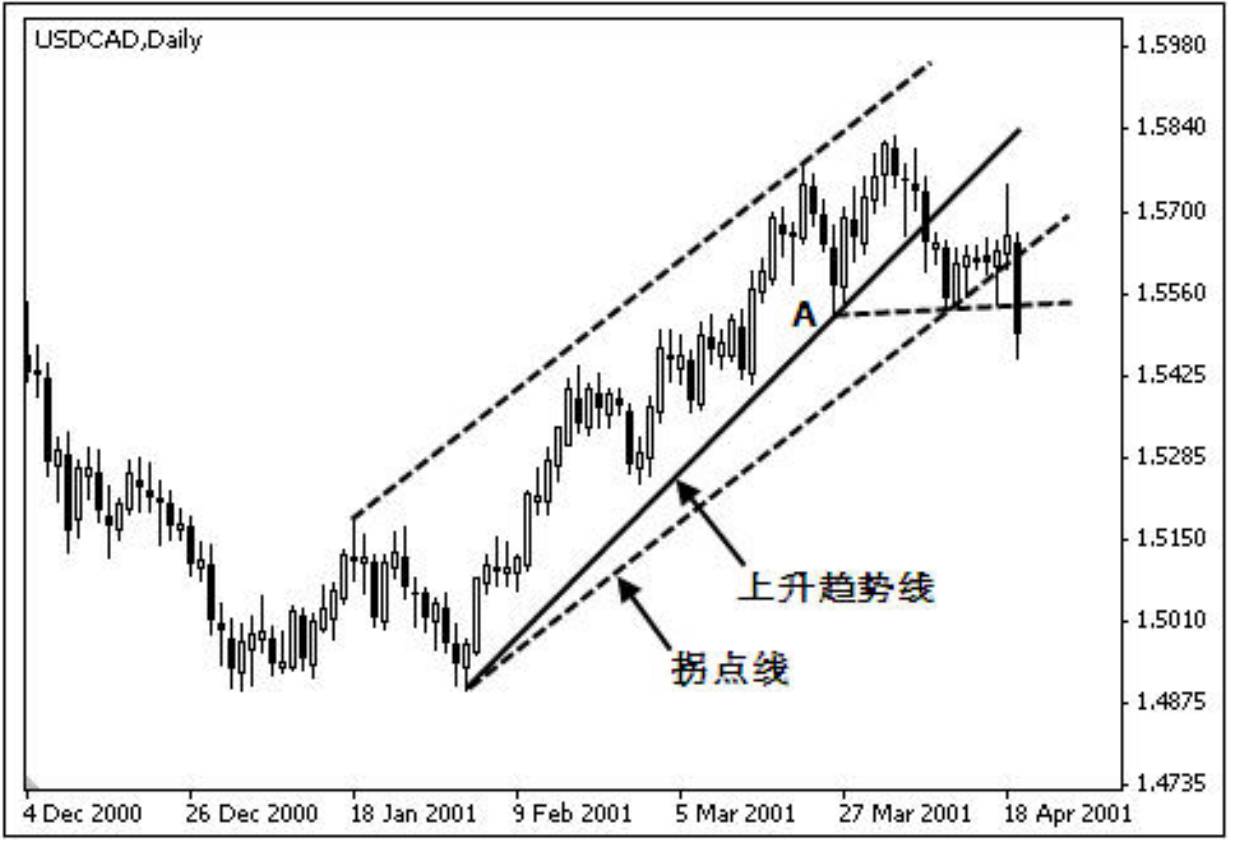 USDCAD,Daily
1.5980
1.5840
1.5700
1.5560
A
1.5425
1.5285
1.5150
上升趋势线
1.5010
拐点线
1.4875
1.4735
4 Dec 2000 26 Dec 2000 18 Jan 2001 9 Feb 2001 5 Mar 2001 27 Mar 2001 18 Apr 2001